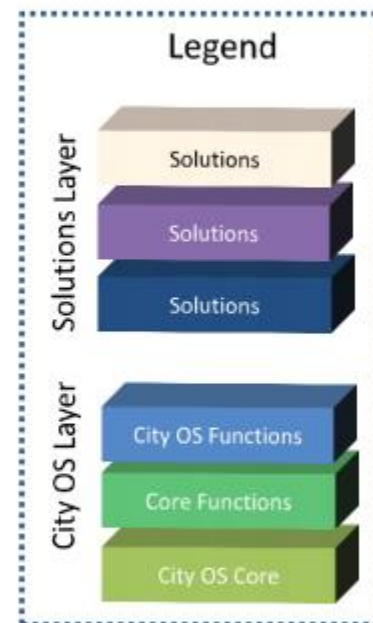 Legend
Solutions Layer
Solutions
Solutions
Solutions
City OS Layer
City OS Functions
Core Functions
City OS Core